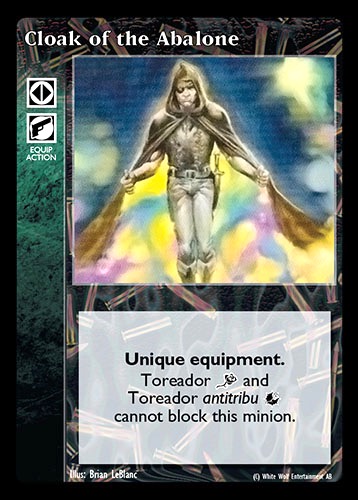 Cloak of the Abalone
EQUIP
ACTION
Unique equipment.
Toreador and
Toreador antitribu
cannot block this minion.
Illus: Brian LeBlanc
(C) White Wolf Entertainment AB